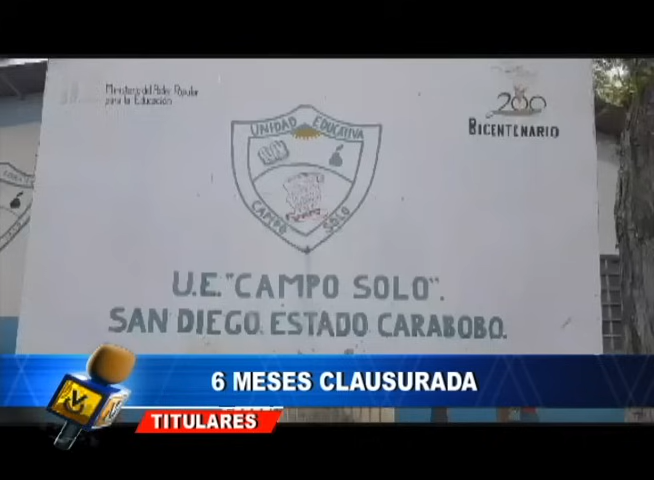 Ministerio del Poder Popular
para la Educación
200
BICENTENARIO
UNIDAD EDUCATIVA
CAMPO SOLO
U.E. "CAMPO SOLO".
SAN DIEGO. ESTADO CARABOBO.
6 MESES CLAUSURADA
TITULARES